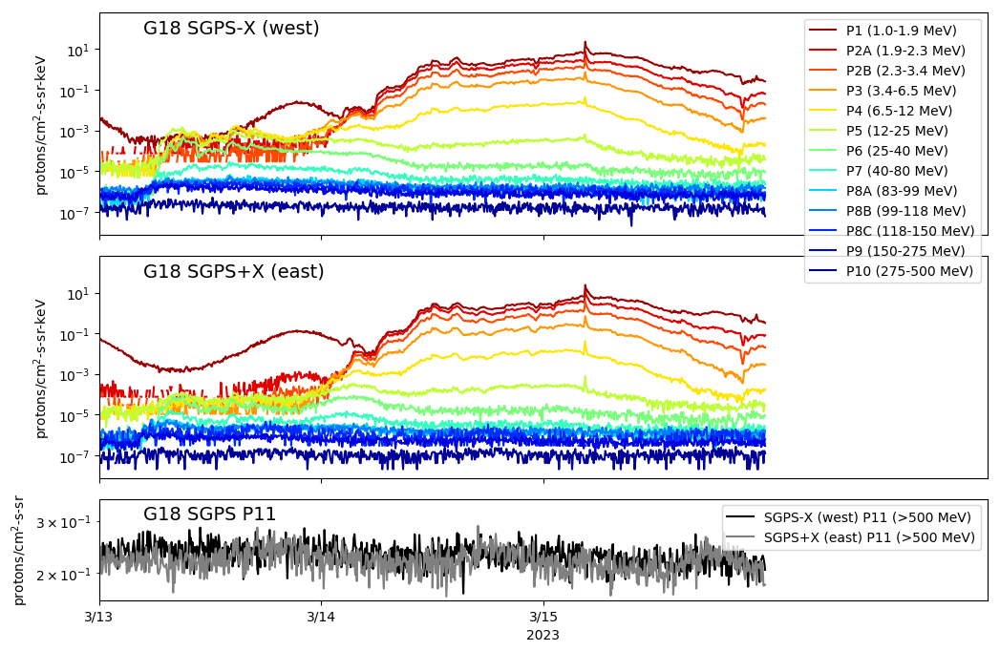 G18 SGPS-X (west)
protons/cm²-s-sr-keV
10¹
10⁻¹
10⁻³
10⁻⁵
10⁻⁷
P1 (1.0-1.9 MeV)
P2A (1.9-2.3 MeV)
P2B (2.3-3.4 MeV)
P3 (3.4-6.5 MeV)
P4 (6.5-12 MeV)
P5 (12-25 MeV)
P6 (25-40 MeV)
P7 (40-80 MeV)
P8A (83-99 MeV)
P8B (99-118 MeV)
P8C (118-150 MeV)
P9 (150-275 MeV)
P10 (275-500 MeV)
G18 SGPS+X (east)
protons/cm²-s-sr-keV
10¹
10⁻¹
10⁻³
10⁻⁵
10⁻⁷
G18 SGPS P11
protons/cm²-s-sr
3 × 10⁻¹
2 × 10⁻¹
SGPS-X (west) P11 (>500 MeV)
SGPS+X (east) P11 (>500 MeV)
3/13
3/14
3/15
2023